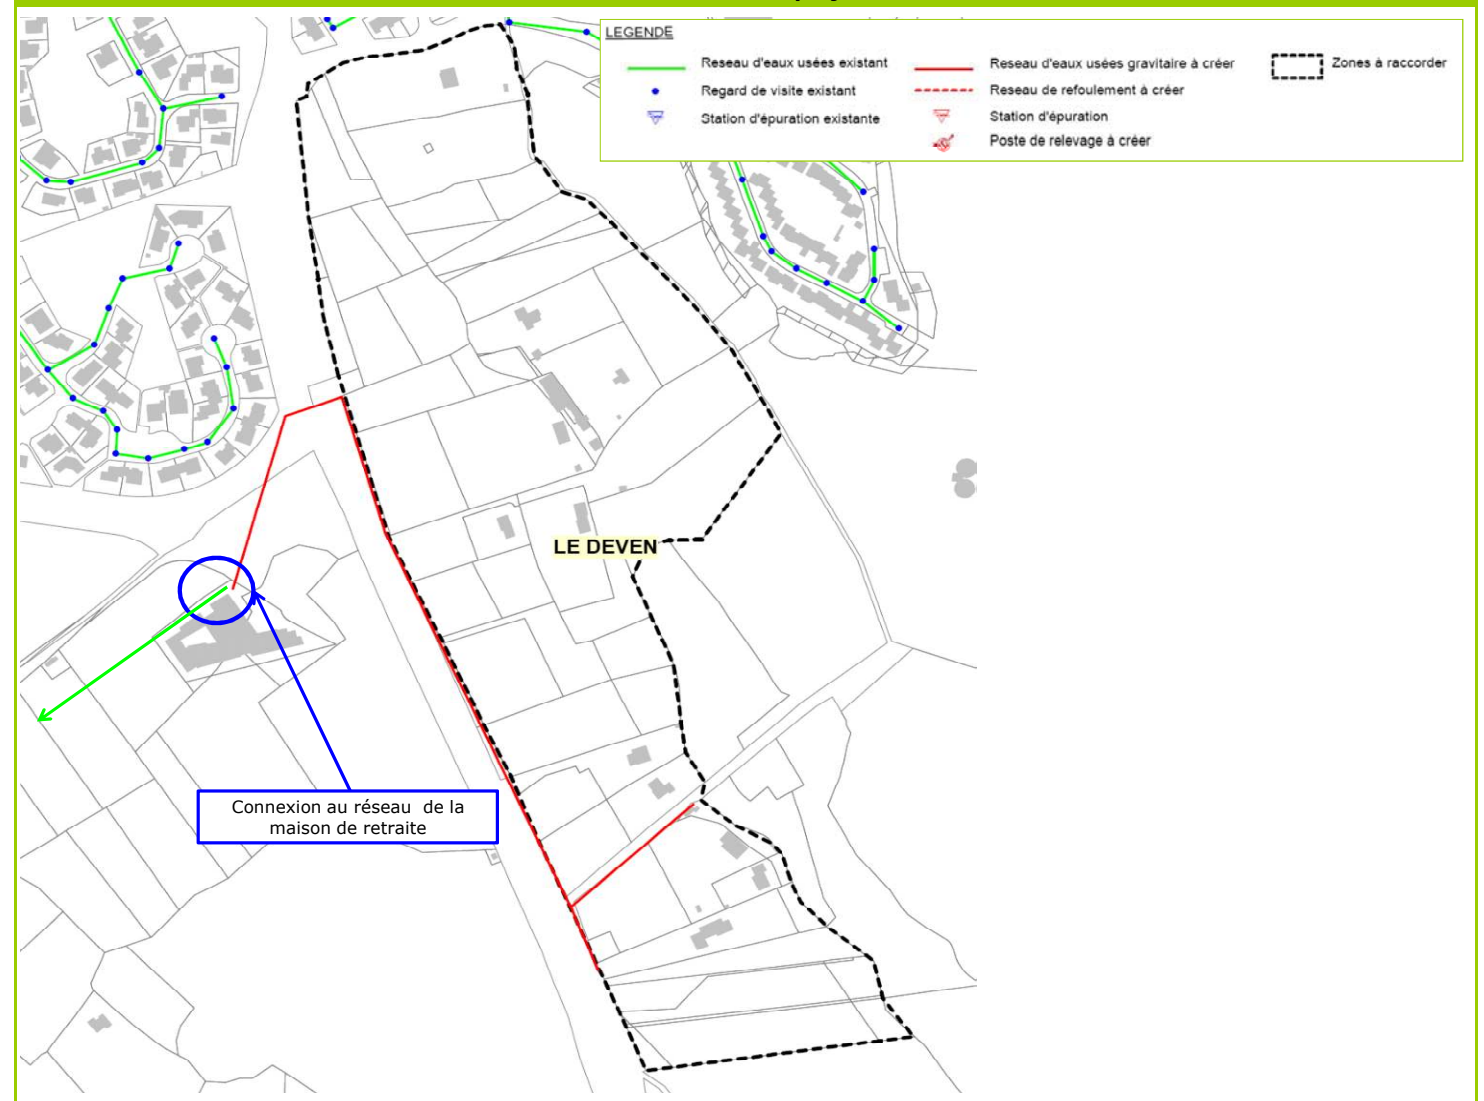 LEGENDE
Reseau d'eaux usées existant
Regard de visite existant
Station d'épuration existante
Reseau d'eaux usées gravitaire à créer
Reseau de refoulement à créer
Station d'épuration
Poste de relevage à créer
Zones à raccorder
LE DEVEN
Connexion au réseau de la
maison de retraite